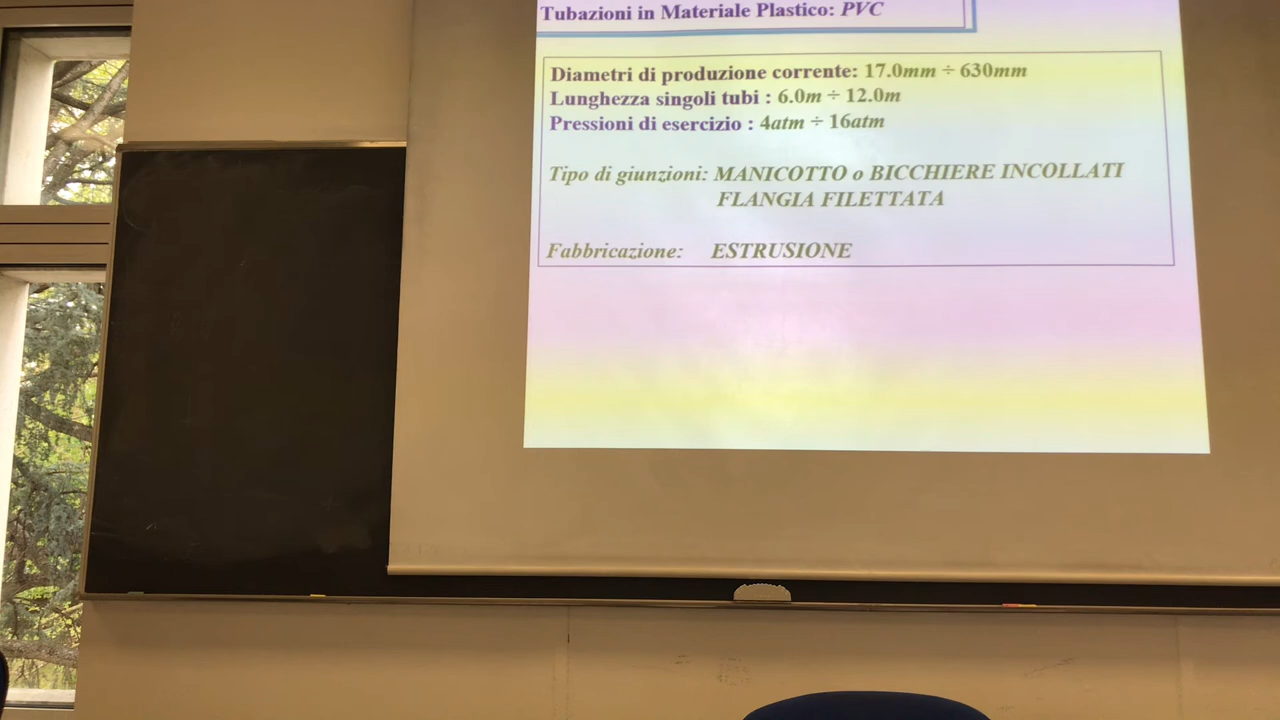 Tubazioni in Materiale Plastico: PVC
Diametri di produzione corrente: 17.0mm ÷ 630mm
Lunghezza singoli tubi : 6.0m ÷ 12.0m
Pressioni di esercizio : 4atm ÷ 16atm
Tipo di giunzioni: MANICOTTO o BICCHIERE INCOLLATI
FLANGIA FILETTATA
Fabbricazione: ESTRUSIONE